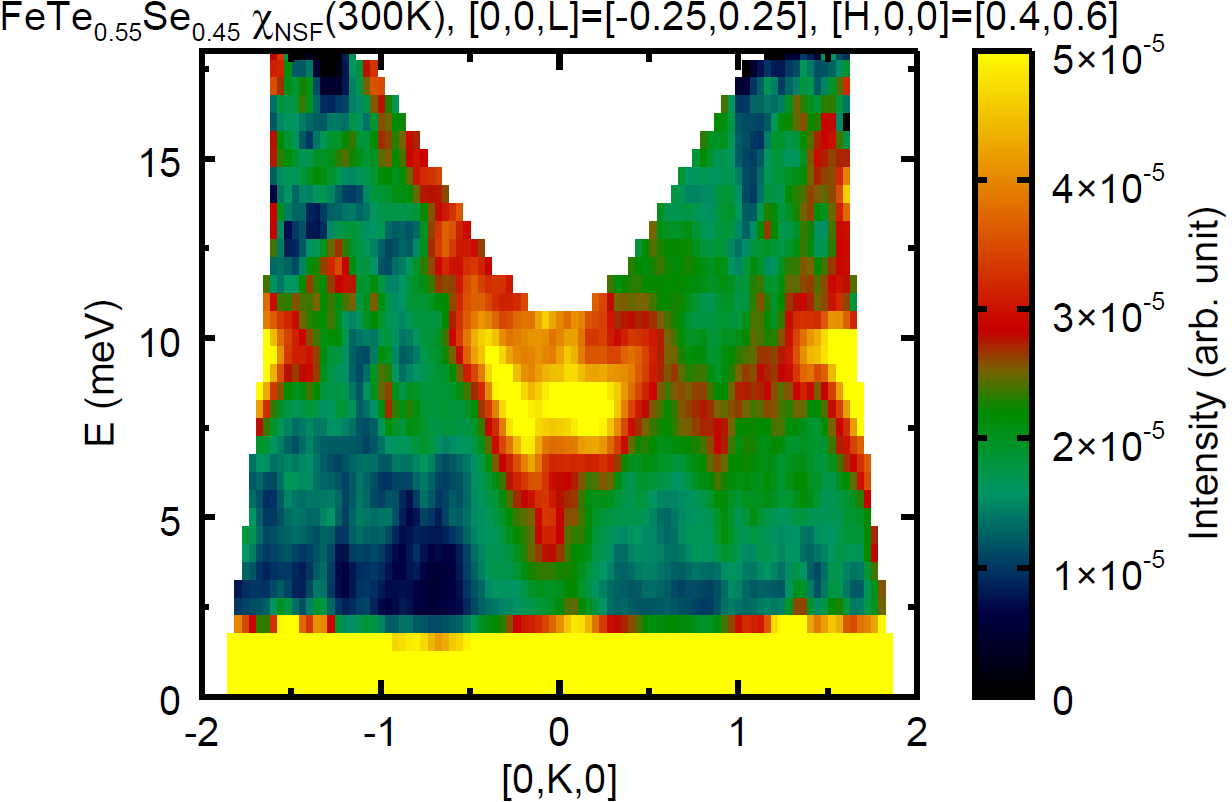 FeTe0.55Se0.45 χNSF(300K), [0,0,L]=[-0.25,0.25], [H,0,0]=[0.4,0.6]
5×10-5
4×10-5
3×10-5
2×10-5
1×10-5
0
Intensity (arb. unit)
15
10
5
0
E (meV)
-2 -1 0 1 2
[0,K,0]